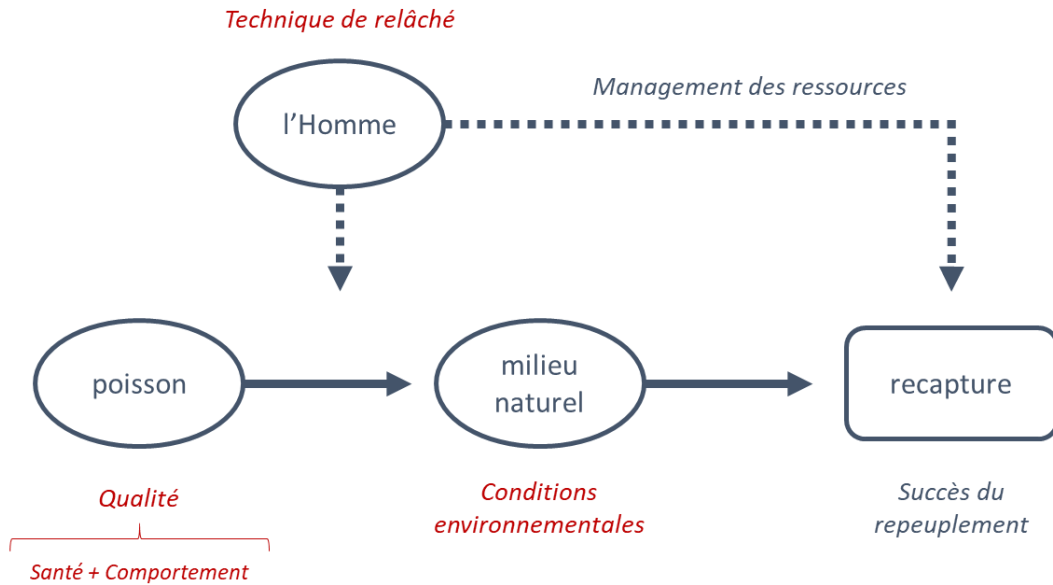 Technique de relâché
Management des ressources
l’Homme
poisson
milieu
naturel
recapture
Qualité
Conditions
environnementales
Succès du
repeuplement
Santé + Comportement